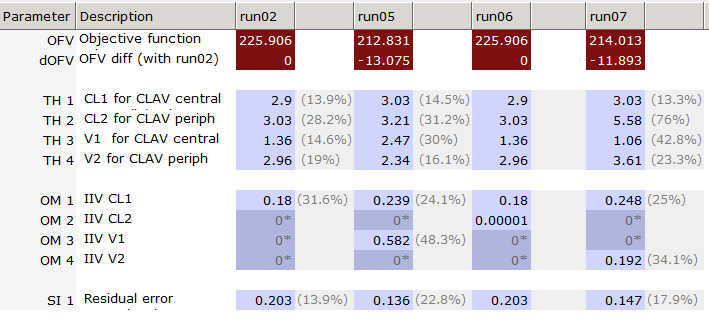 Parameter Description run02 run05 run06 run07
OFV Objective function 225.906 212.831 225.906 214.013
dOFV OFV diff (with run02) 0 -13.075 0 -11.893
TH 1 CL1 for CLAV central 2.9 (13.9%) 3.03 (14.5%) 2.9 3.03 (13.3%)
TH 2 CL2 for CLAV periph 3.03 (28.2%) 3.21 (31.2%) 3.03 5.58 (76%)
TH 3 V1 for CLAV central 1.36 (14.6%) 2.47 (30%) 1.36 1.06 (42.8%)
TH 4 V2 for CLAV periph 2.96 (19%) 2.34 (16.1%) 2.96 3.61 (23.3%)
OM 1 IIV CL1 0.18 (31.6%) 0.239 (24.1%) 0.18 0.248 (25%)
OM 2 IIV CL2 0* 0* 0.00001 0*
OM 3 IIV V1 0* 0.582 (48.3%) 0* 0*
OM 4 IIV V2 0* 0* 0* 0.192 (34.1%)
SI 1 Residual error 0.203 (13.9%) 0.136 (22.8%) 0.203 0.147 (17.9%)